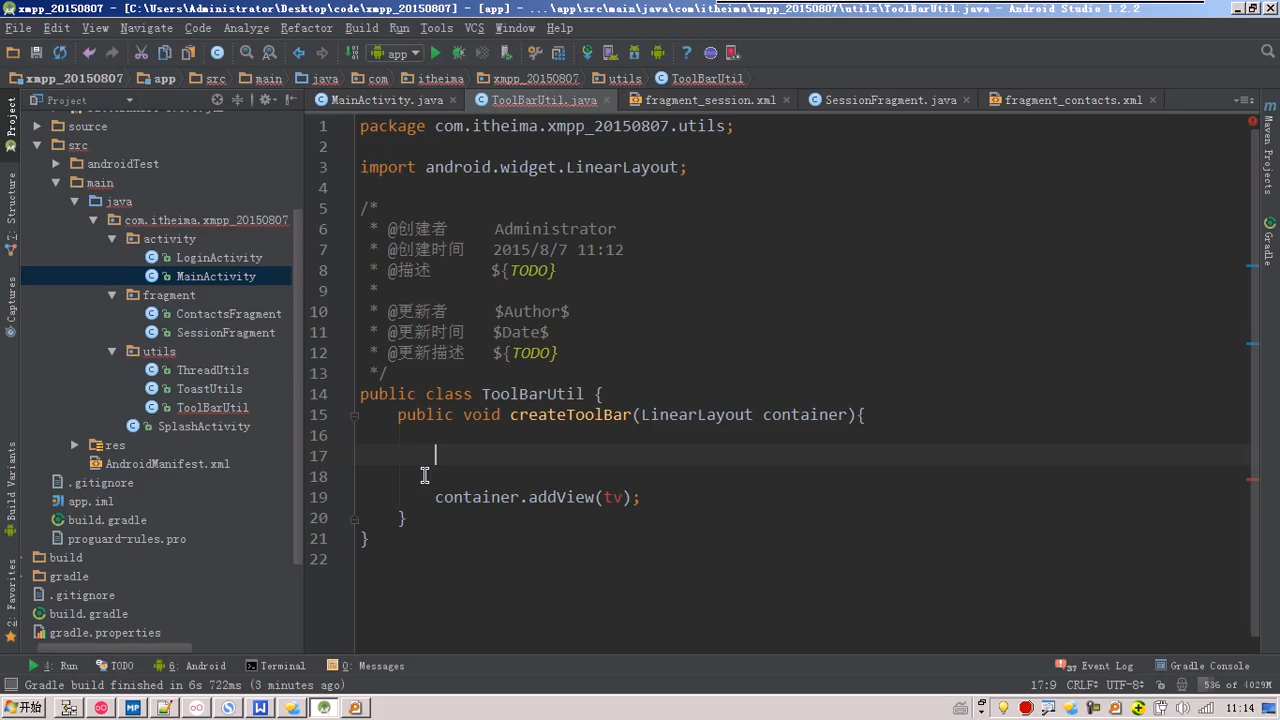 xmpp_20150807 - [C:\Users\Administrator\Desktop\code\xmpp_20150807] - [app] - ...\app\src\main\java\com\itheima\xmpp_20150807\utils\ToolBarUtil.java - Android Studio 1.2.2
File Edit View Navigate Code Analyze Refactor Build Run Tools VCS Window Help
app
xmpp_20150807 app src main java com itheima xmpp_20150807 utils ToolBarUtil
Project
MainActivity.java ToolBarUtil.java fragment_session.xml SessionFragment.java fragment_contacts.xml
source
src
androidTest
main
java
com.itheima.xmpp_20150807
activity
LoginActivity
MainActivity
fragment
ContactsFragment
SessionFragment
utils
ThreadUtils
ToastUtils
ToolBarUtil
SplashActivity
res
AndroidManifest.xml
.gitignore
app.iml
build.gradle
proguard-rules.pro
build
gradle
.gitignore
build.gradle
gradle.properties
1 package com.itheima.xmpp_20150807.utils;
2
3 import android.widget.LinearLayout;
4
5 /*
6 * @创建者 Administrator
7 * @创建时间 2015/8/7 11:12
8 * @描述 ${TODO}
9 *
10 * @更新者 $Author$
11 * @更新时间 $Date$
12 * @更新描述 ${TODO}
13 */
14 public class ToolBarUtil {
15 public void createToolBar(LinearLayout container){
16
17
18
19 container.addView(tv);
20 }
21 }
22
1: Project
7: Structure
Captures
Build Variants
2: Favorites
Maven Projects
Gradle
4: Run TODO 6: Android Terminal 0: Messages 37 Event Log Gradle Console
Gradle build finished in 6s 722ms (3 minutes ago) 17:9 CRLF UTF-8 536 of 4029M
开始 11:14